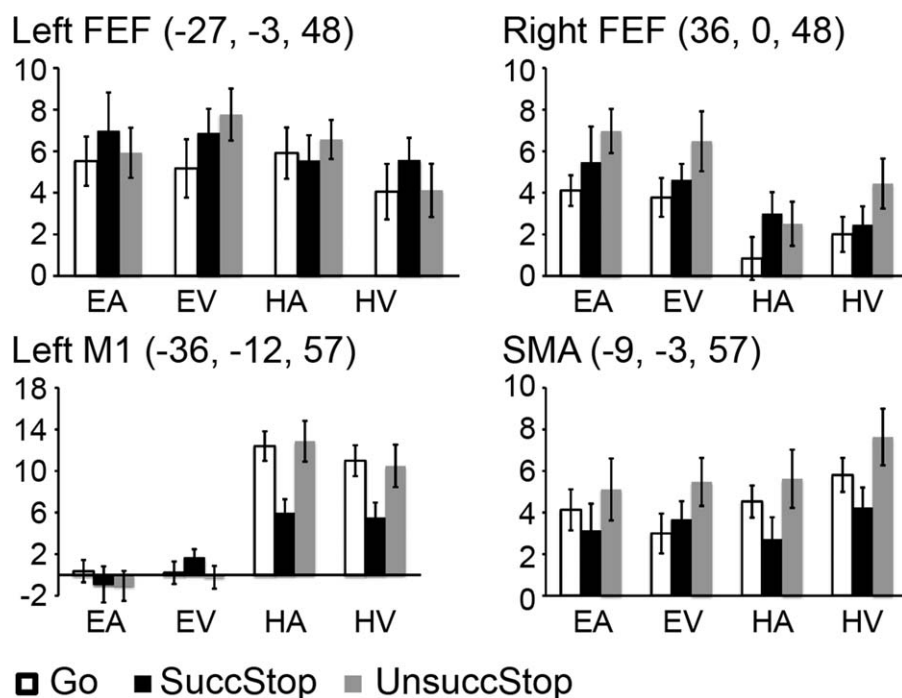 Left FEF (-27, -3, 48)
10
8
6
4
2
0
EA EV HA HV
Right FEF (36, 0, 48)
10
8
6
4
2
0
EA EV HA HV
Left M1 (-36, -12, 57)
18
14
10
6
2
-2
EA EV HA HV
SMA (-9, -3, 57)
10
8
6
4
2
0
EA EV HA HV
Go SuccStop UnsuccStop